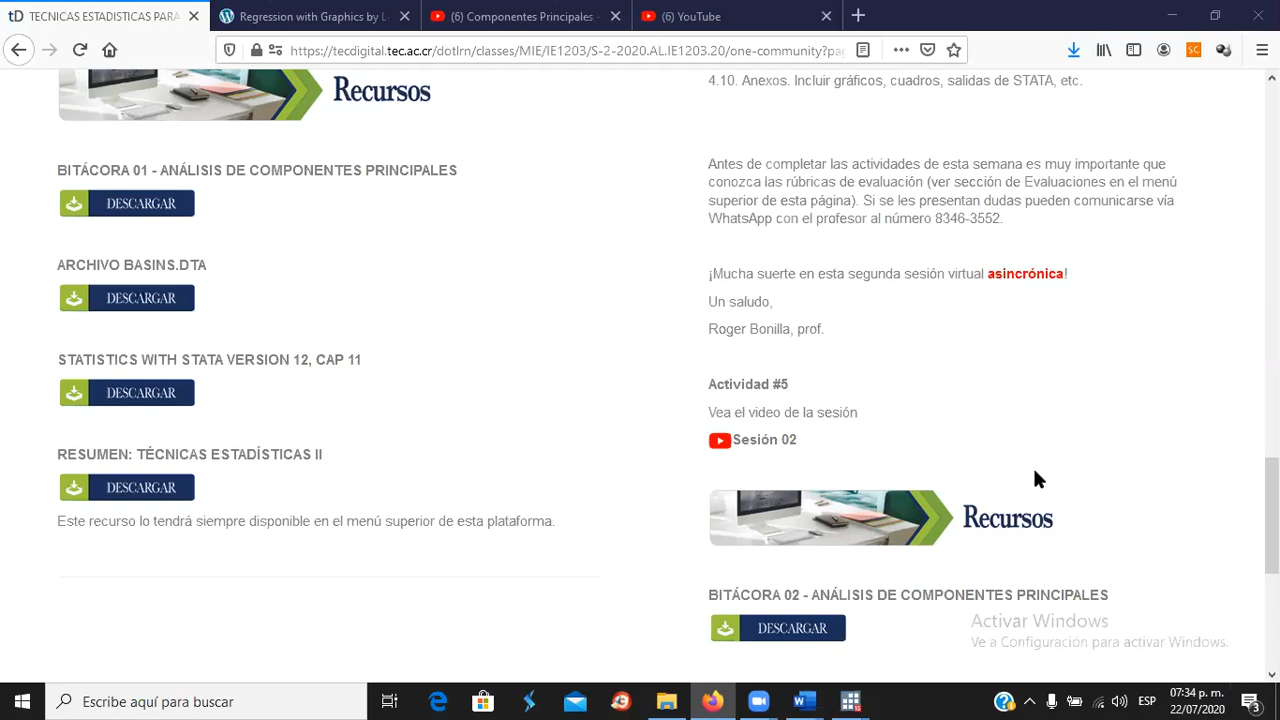 TECNICAS ESTADISTICAS PARA
Regression with Graphics by L
(6) Componentes Principales -
(6) YouTube
https://tecdigital.tec.ac.cr/dotlrn/classes/MIE/IE1203/S-2-2020.AL.IE1203.20/one-community?pa
Recursos
BITÁCORA 01 - ANÁLISIS DE COMPONENTES PRINCIPALES
DESCARGAR
ARCHIVO BASINS.DTA
DESCARGAR
STATISTICS WITH STATA VERSION 12, CAP 11
DESCARGAR
RESUMEN: TÉCNICAS ESTADÍSTICAS II
DESCARGAR
Este recurso lo tendrá siempre disponible en el menú superior de esta plataforma.
4.10. Anexos. Incluir gráficos, cuadros, salidas de STATA, etc.
Antes de completar las actividades de esta semana es muy importante que
conozca las rúbricas de evaluación (ver sección de Evaluaciones en el menú
superior de esta página). Si se les presentan dudas pueden comunicarse vía
WhatsApp con el profesor al número 8346-3552.
¡Mucha suerte en esta segunda sesión virtual asincrónica!
Un saludo,
Roger Bonilla, prof.
Actividad #5
Vea el video de la sesión
Sesión 02
Recursos
BITÁCORA 02 - ANÁLISIS DE COMPONENTES PRINCIPALES
DESCARGAR
Activar Windows
Ve a Configuración para activar Windows.
Escribe aquí para buscar
ESP
07:34 p. m.
22/07/2020